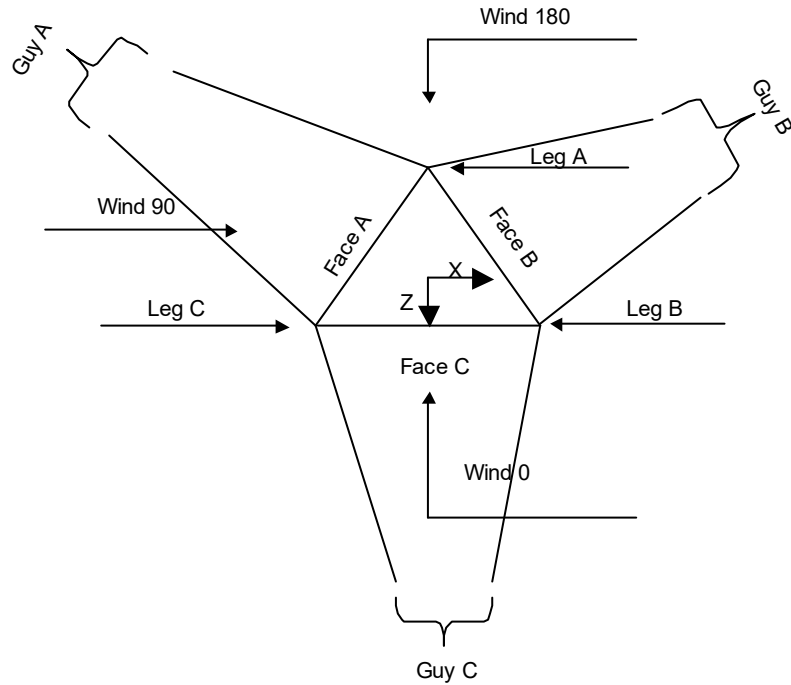 Wind 180
Guy A
Guy B
Leg A
Wind 90
Face A
Face B
X
Z
Leg C
Leg B
Face C
Wind 0
Guy C